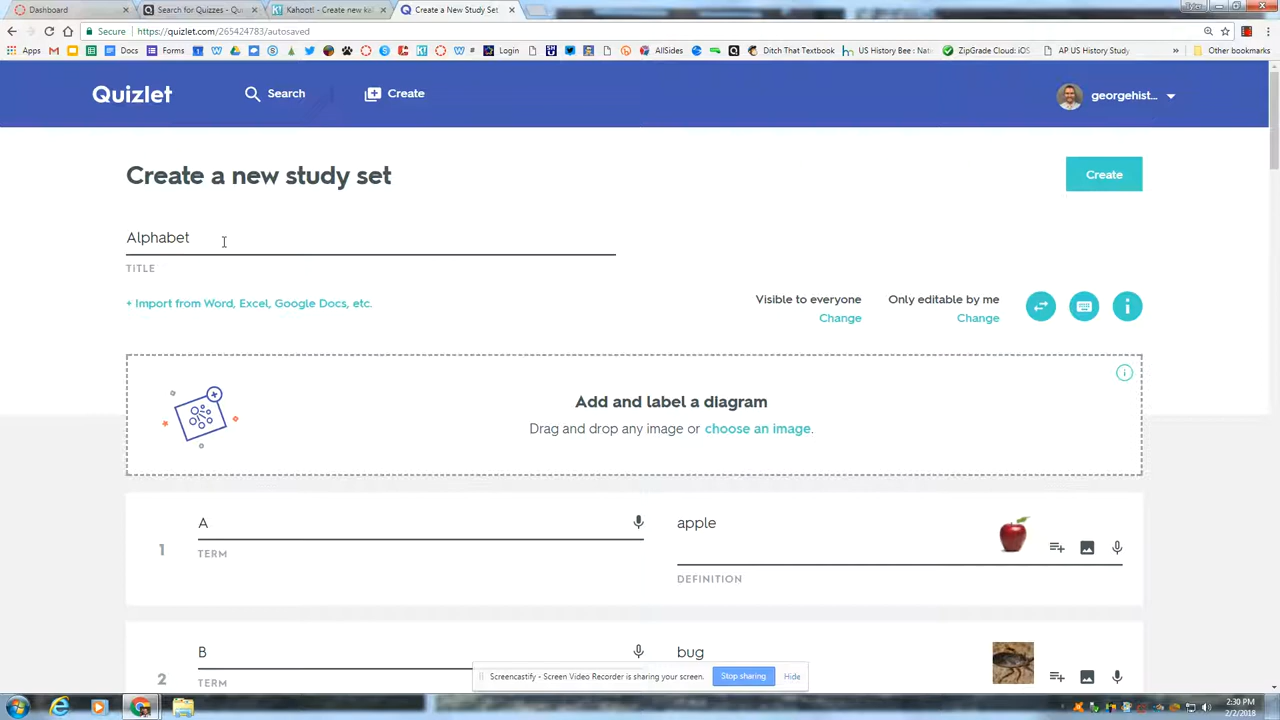 Dashboard
Search for Quizzes - Qui
Kahoot! - Create new ka
Create a New Study Set
Secure https://quizlet.com/265424783/autosaved
Apps Docs Forms Login AllSides Ditch That Textbook US History Bee: Nat ZipGrade Cloud: iOS AP US History Study » Other bookmarks
Quizlet Search Create georgehist...
Create a new study set
Create
Alphabet
TITLE
+ Import from Word, Excel, Google Docs, etc.
Visible to everyone
Change
Only editable by me
Change
Add and label a diagram
Drag and drop any image or choose an image.
1
A
TERM
apple
DEFINITION
2
B
TERM
bug
Screencastify - Screen Video Recorder is sharing your screen. Stop sharing Hide
2:30 PM
2/2/2018